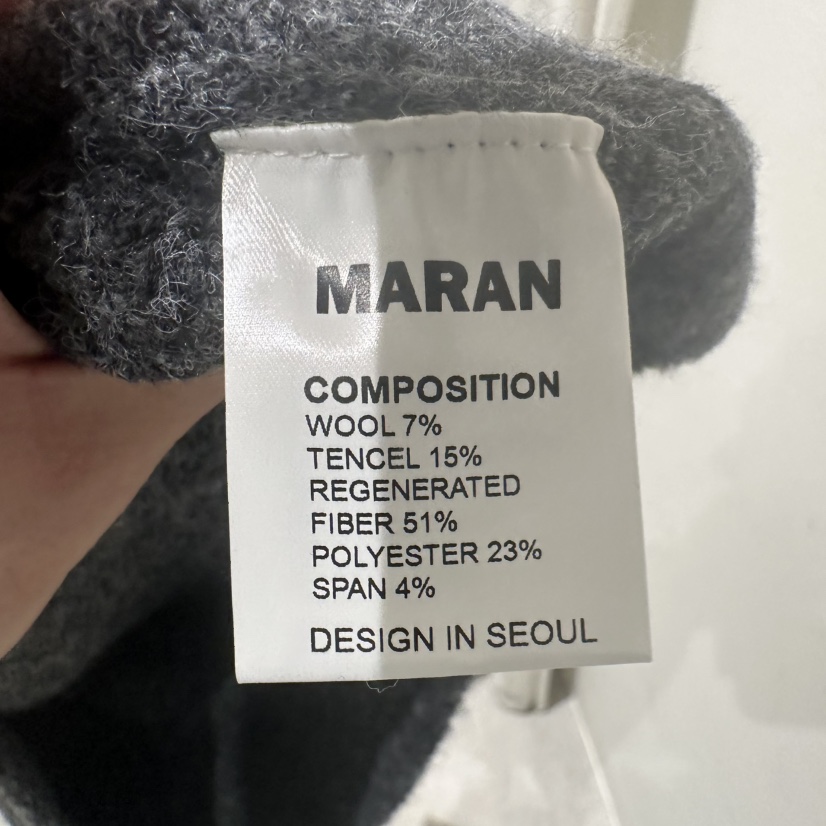 MARAN
COMPOSITION
WOOL 7%
TENCEL 15%
REGENERATED
FIBER 51%
POLYESTER 23%
SPAN 4%
DESIGN IN SEOUL